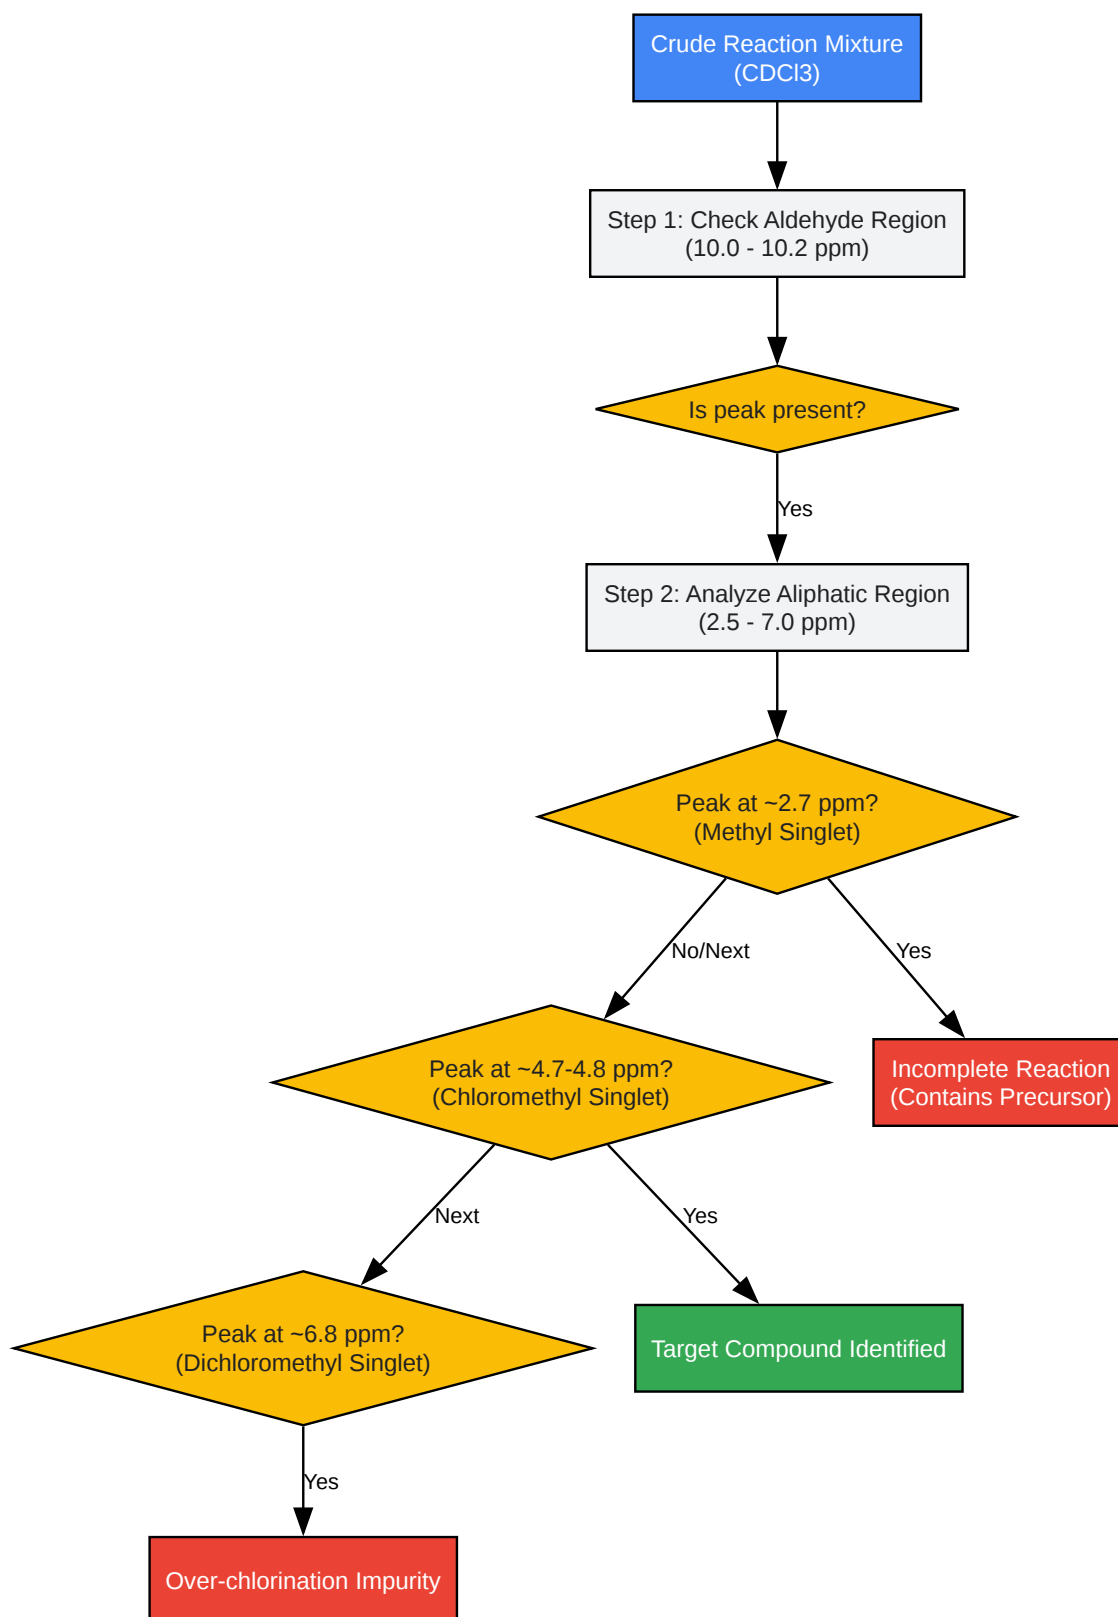 Crude Reaction Mixture
(CDCl3)
Step 1: Check Aldehyde Region
(10.0 - 10.2 ppm)
Is peak present?
Yes
Step 2: Analyze Aliphatic Region
(2.5 - 7.0 ppm)
Peak at ~2.7 ppm?
(Methyl Singlet)
No/Next
Yes
Peak at ~4.7-4.8 ppm?
(Chloromethyl Singlet)
Incomplete Reaction
(Contains Precursor)
Next
Yes
Peak at ~6.8 ppm?
(Dichloromethyl Singlet)
Target Compound Identified
Yes
Over-chlorination Impurity